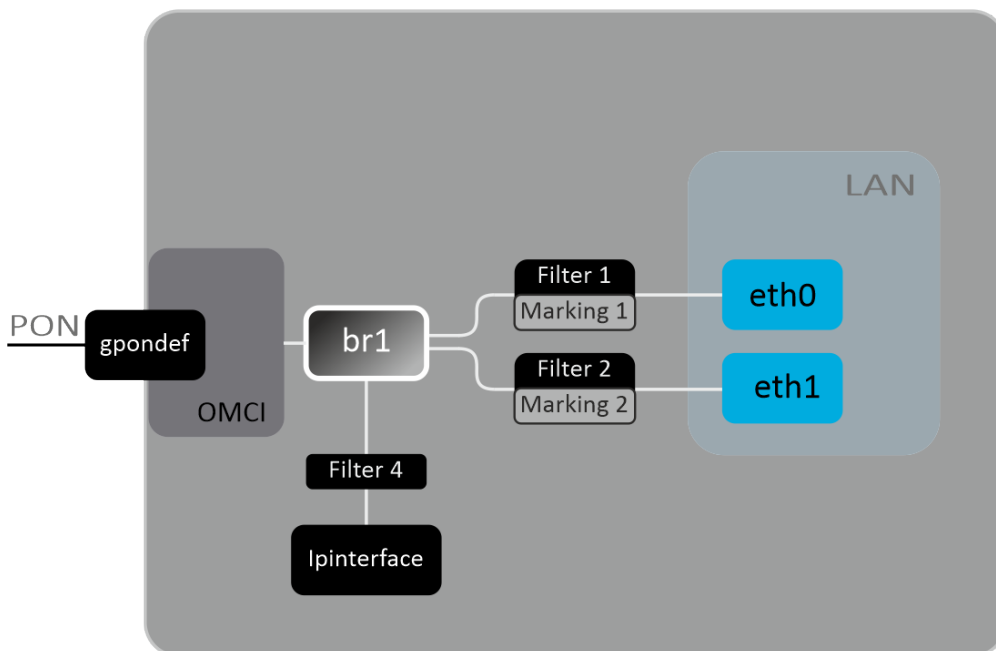 LAN
Filter 1
Marking 1
eth0
PON
gpondef
OMCI
br1
Filter 2
Marking 2
eth1
Filter 4
Ipinterface